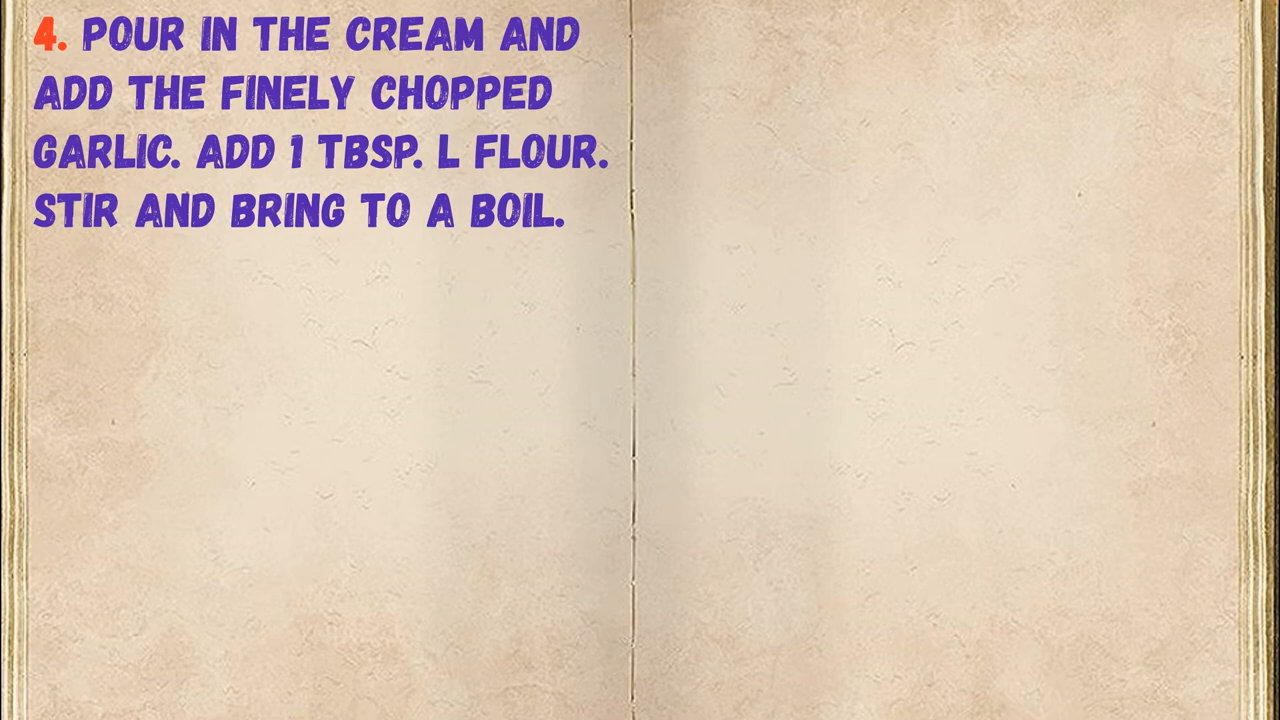 4. POUR IN THE CREAM AND
ADD THE FINELY CHOPPED
GARLIC. ADD 1 TBSP. L FLOUR.
STIR AND BRING TO A BOIL.